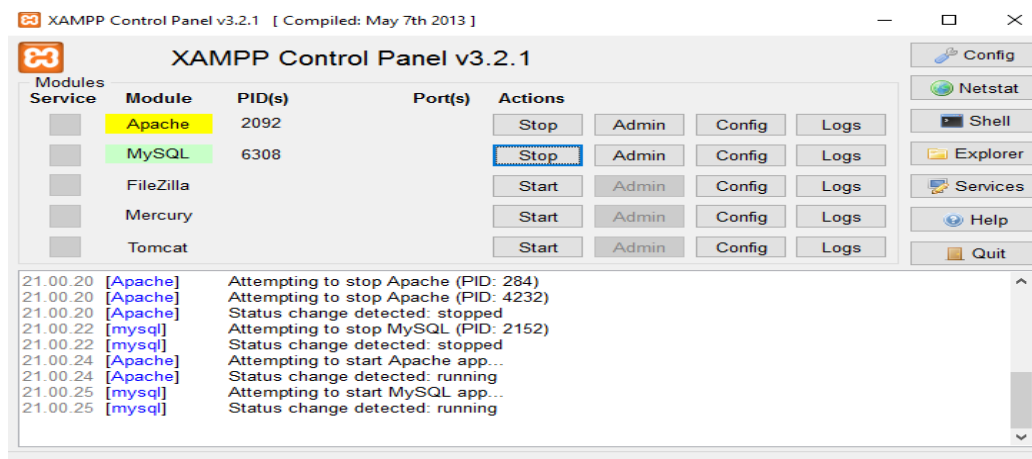 XAMPP Control Panel v3.2.1 [ Compiled: May 7th 2013 ]
XAMPP Control Panel v3.2.1
Config
Modules
Netstat
Service Module PID(s) Port(s) Actions
Apache 2092 Stop Admin Config Logs
Shell
MySQL 6308 Stop Admin Config Logs
Explorer
FileZilla Start Admin Config Logs
Services
Mercury Start Admin Config Logs
Help
Tomcat Start Admin Config Logs
Quit
21.00.20 [Apache] Attempting to stop Apache (PID: 284)
21.00.20 [Apache] Attempting to stop Apache (PID: 4232)
21.00.20 [Apache] Status change detected: stopped
21.00.22 [mysql] Attempting to stop MySQL (PID: 2152)
21.00.22 [mysql] Status change detected: stopped
21.00.24 [Apache] Attempting to start Apache app...
21.00.24 [Apache] Status change detected: running
21.00.25 [mysql] Attempting to start MySQL app...
21.00.25 [mysql] Status change detected: running